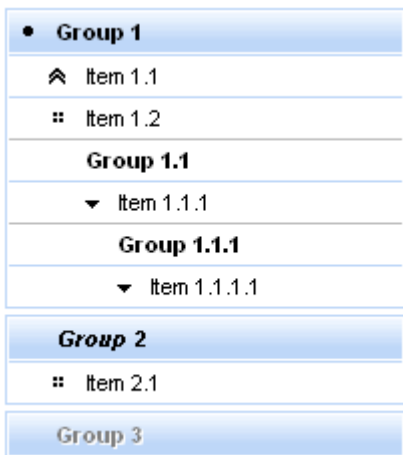 Group 1
Item 1.1
Item 1.2
Group 1.1
Item 1.1.1
Group 1.1.1
Item 1.1.1.1
Group 2
Item 2.1
Group 3